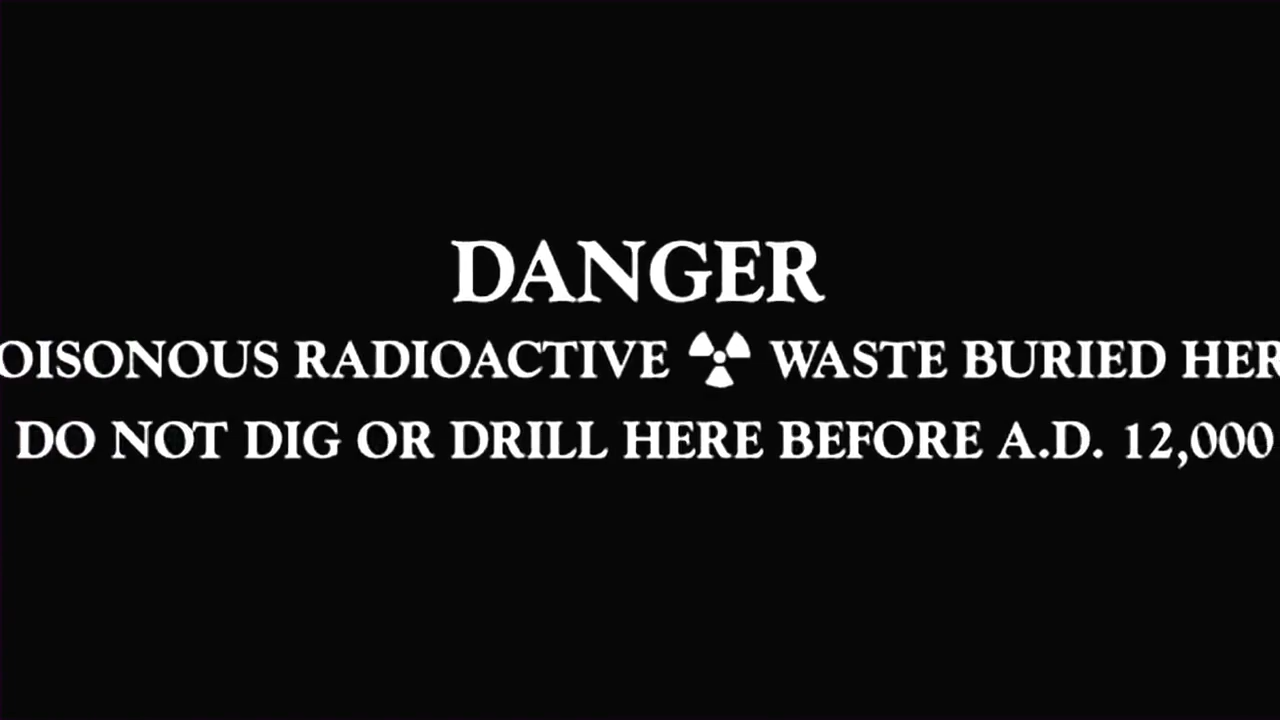 DANGER
OISONOUS RADIOACTIVE ☢ WASTE BURIED HER
DO NOT DIG OR DRILL HERE BEFORE A.D. 12,000